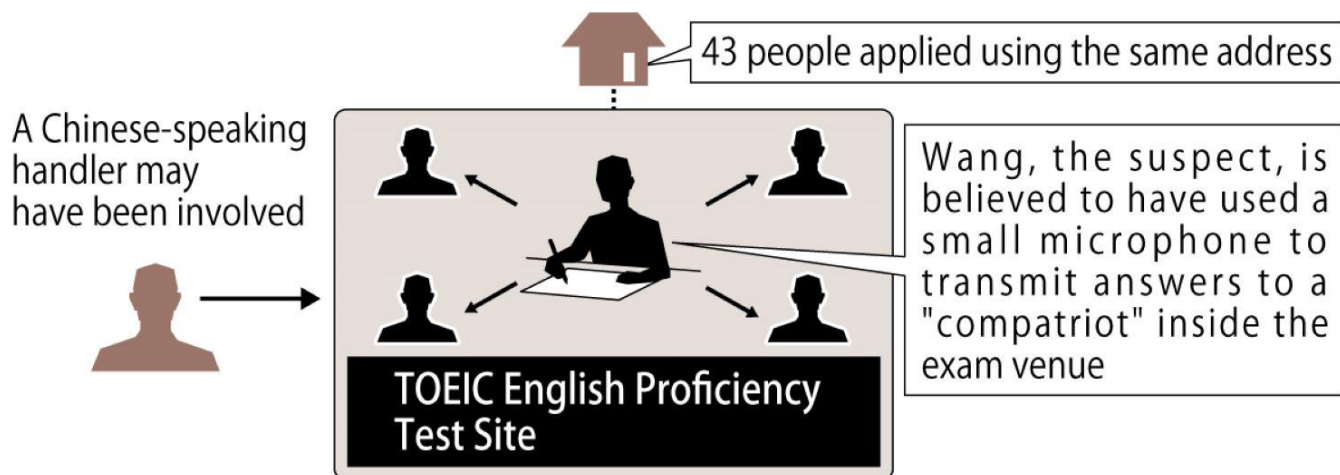 43 people applied using the same address
A Chinese-speaking
handler may
have been involved
Wang, the suspect, is
believed to have used a
small microphone to
transmit answers to a
"compatriot" inside the
exam venue
TOEIC English Proficiency
Test Site